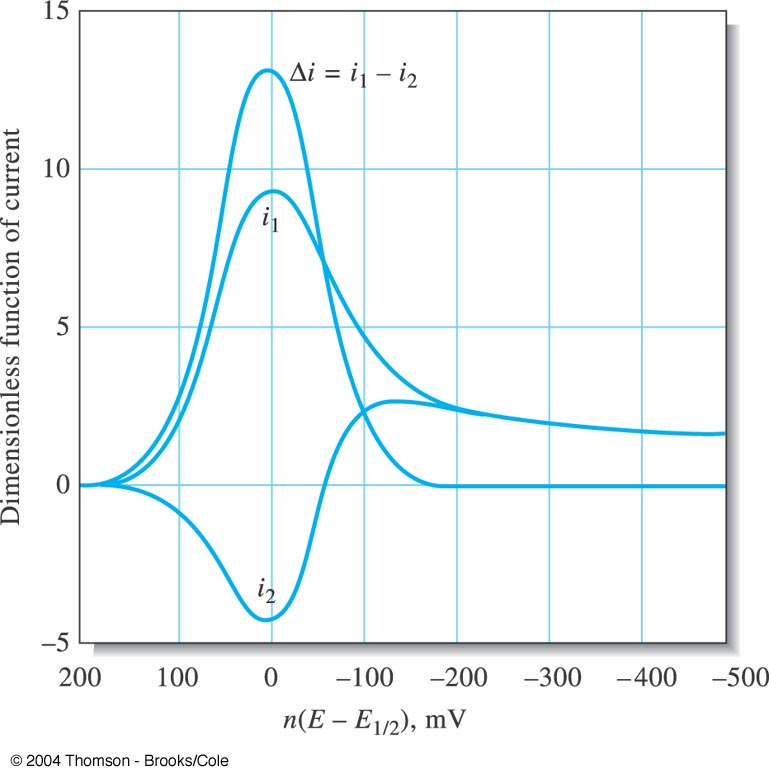 Dimensionless function of current
15
10
5
0
–5
Δi = i₁ – i₂
i₁
i₂
200 100 0 –100 –200 –300 –400 –500
n(E – E₁/₂), mV
© 2004 Thomson - Brooks/Cole